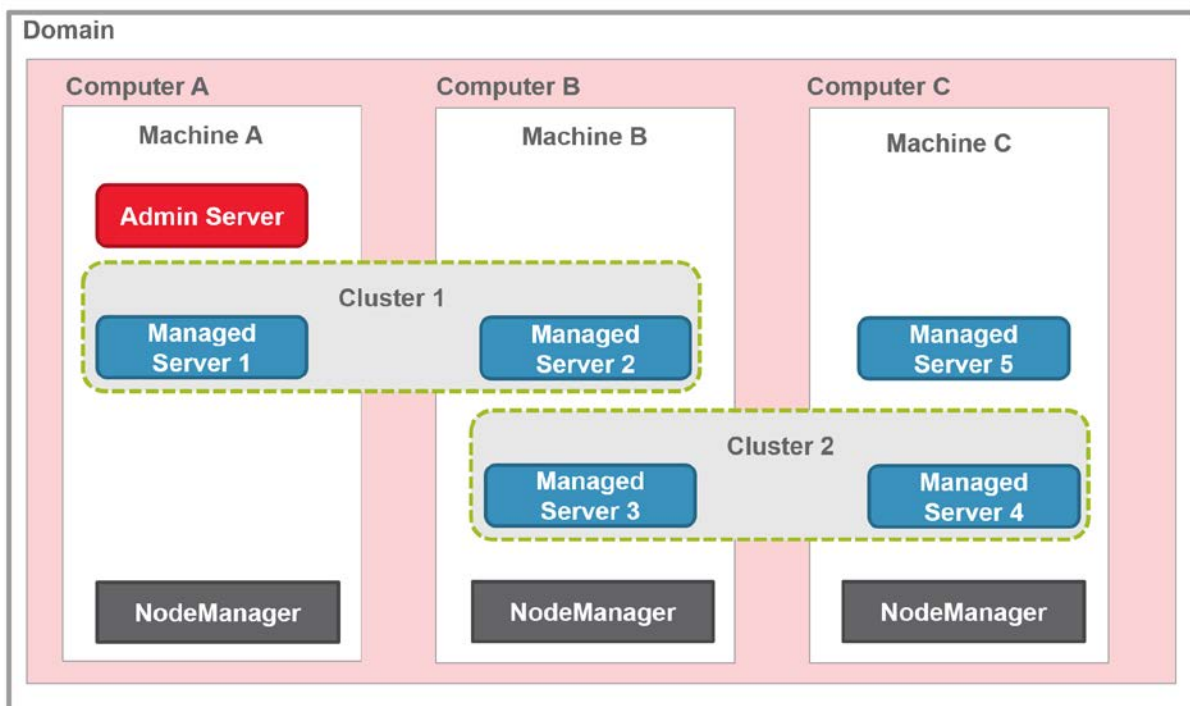 Domain
Computer A
Machine A
Admin Server
Computer B
Machine B
Computer C
Machine C
Cluster 1
Managed
Server 1
Managed
Server 2
Managed
Server 5
Cluster 2
Managed
Server 3
Managed
Server 4
NodeManager
NodeManager
NodeManager